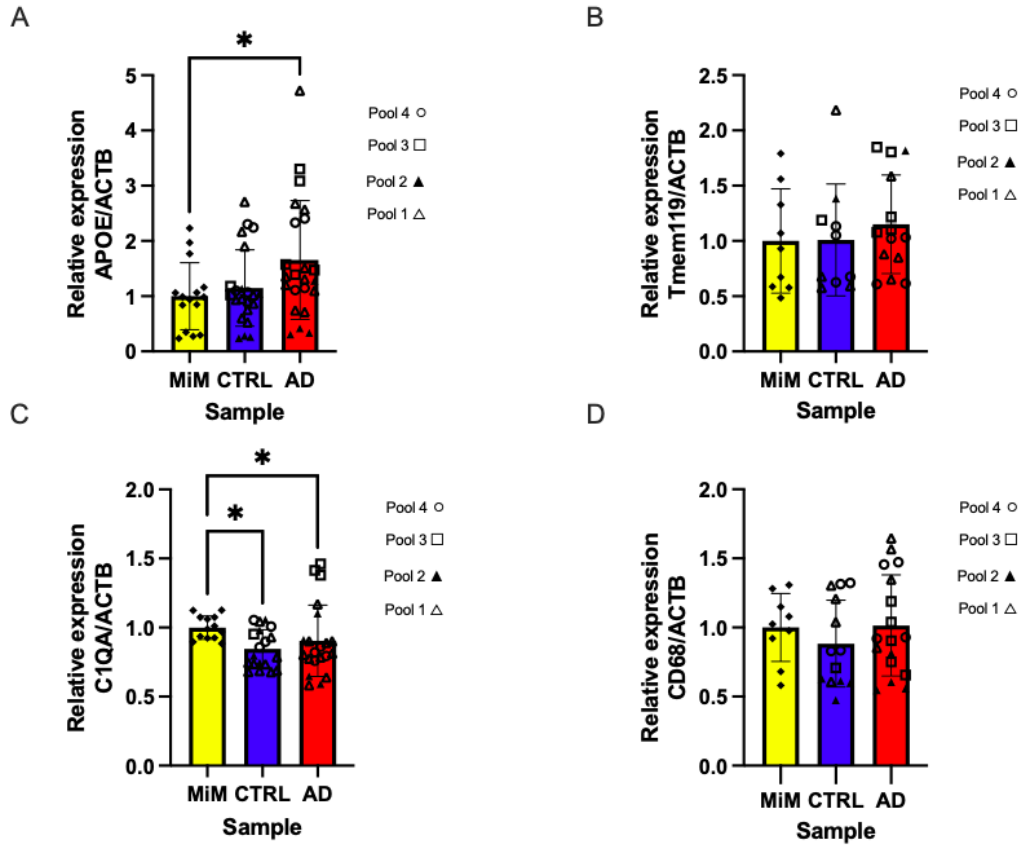 A
*
Relative expression
APOE/ACTB
5
4
3
2
1
0
MiM CTRL AD
Sample
Pool 4
Pool 3
Pool 2
Pool 1
B
Relative expression
Tmem119/ACTB
2.5
2.0
1.5
1.0
0.5
0.0
MiM CTRL AD
Sample
Pool 4
Pool 3
Pool 2
Pool 1
C
*
*
Relative expression
C1QA/ACTB
2.0
1.5
1.0
0.5
0.0
MiM CTRL AD
Sample
Pool 4
Pool 3
Pool 2
Pool 1
D
Relative expression
CD68/ACTB
2.0
1.5
1.0
0.5
0.0
MiM CTRL AD
Sample
Pool 4
Pool 3
Pool 2
Pool 1